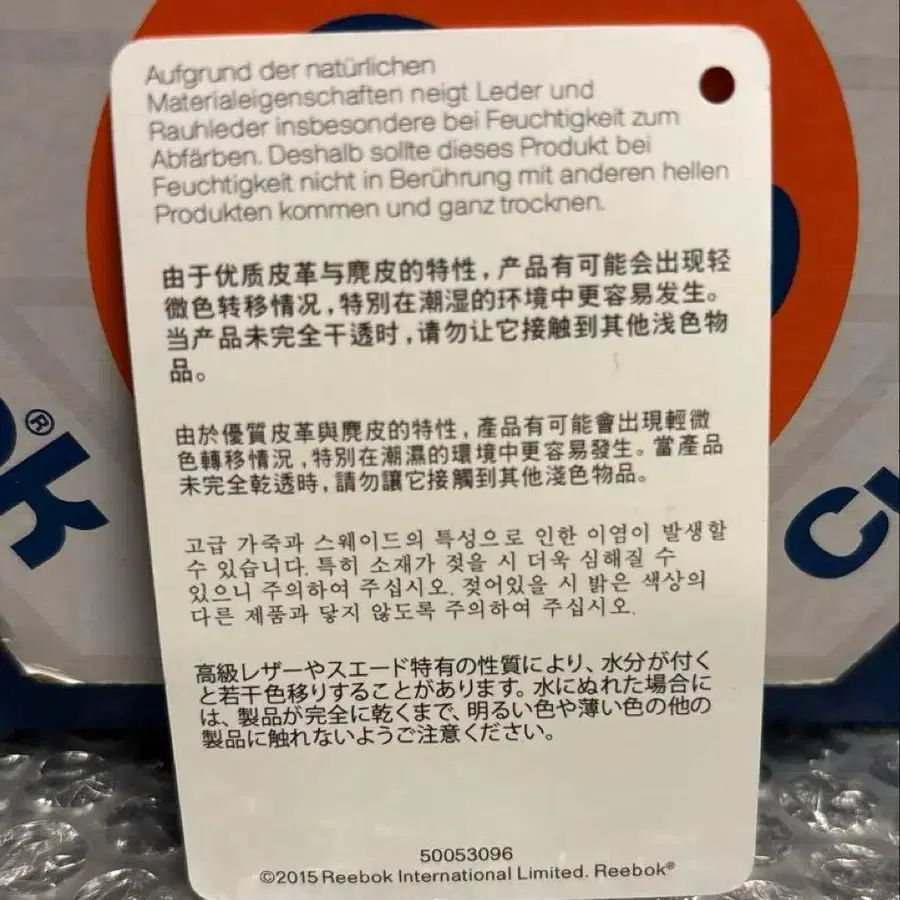 Aufgrund der natürlichen
Materialeigenschaften neigt Leder und
Rauhleder insbesondere bei Feuchtigkeit zum
Abfärben. Deshalb sollte dieses Produkt bei
Feuchtigkeit nicht in Berührung mit anderen hellen
Produkten kommen und ganz trocknen.
由于优质皮革与麂皮的特性，产品有可能会出现轻
微色转移情况，特别在潮湿的环境中更容易发生。
当产品未完全干透时，请勿让它接触到其他浅色物
品。
由於優質皮革與麂皮的特性，產品有可能會出現輕微
色轉移情況，特別在潮濕的環境中更容易發生。當產品
未完全乾透時，請勿讓它接觸到其他淺色物品。
고급 가죽과 스웨이드의 특성으로 인한 이염이 발생할
수 있습니다. 특히 소재가 젖을 시 더욱 심해질 수
있으니 주의하여 주십시오. 젖어있을 시 밝은 색상의
다른 제품과 닿지 않도록 주의하여 주십시오.
高級レザーやスエード特有の性質により、水分が付く
と若干色移りすることがあります。水にぬれた場合に
は、製品が完全に乾くまで、明るい色や薄い色の他の
製品に触れないようご注意ください。
50053096
©2015 Reebok International Limited. Reebok®
ok®